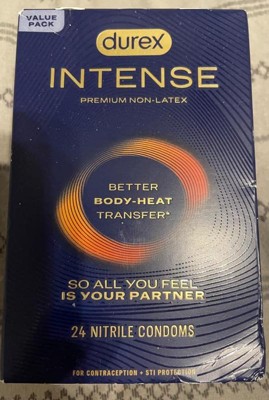 VALUE
PACK
durex
INTENSE
PREMIUM NON-LATEX
BETTER
BODY-HEAT
TRANSFER*
SO ALL YOU FEEL
IS YOUR PARTNER
24 NITRILE CONDOMS
FOR CONTRACEPTION + STI PROTECTION